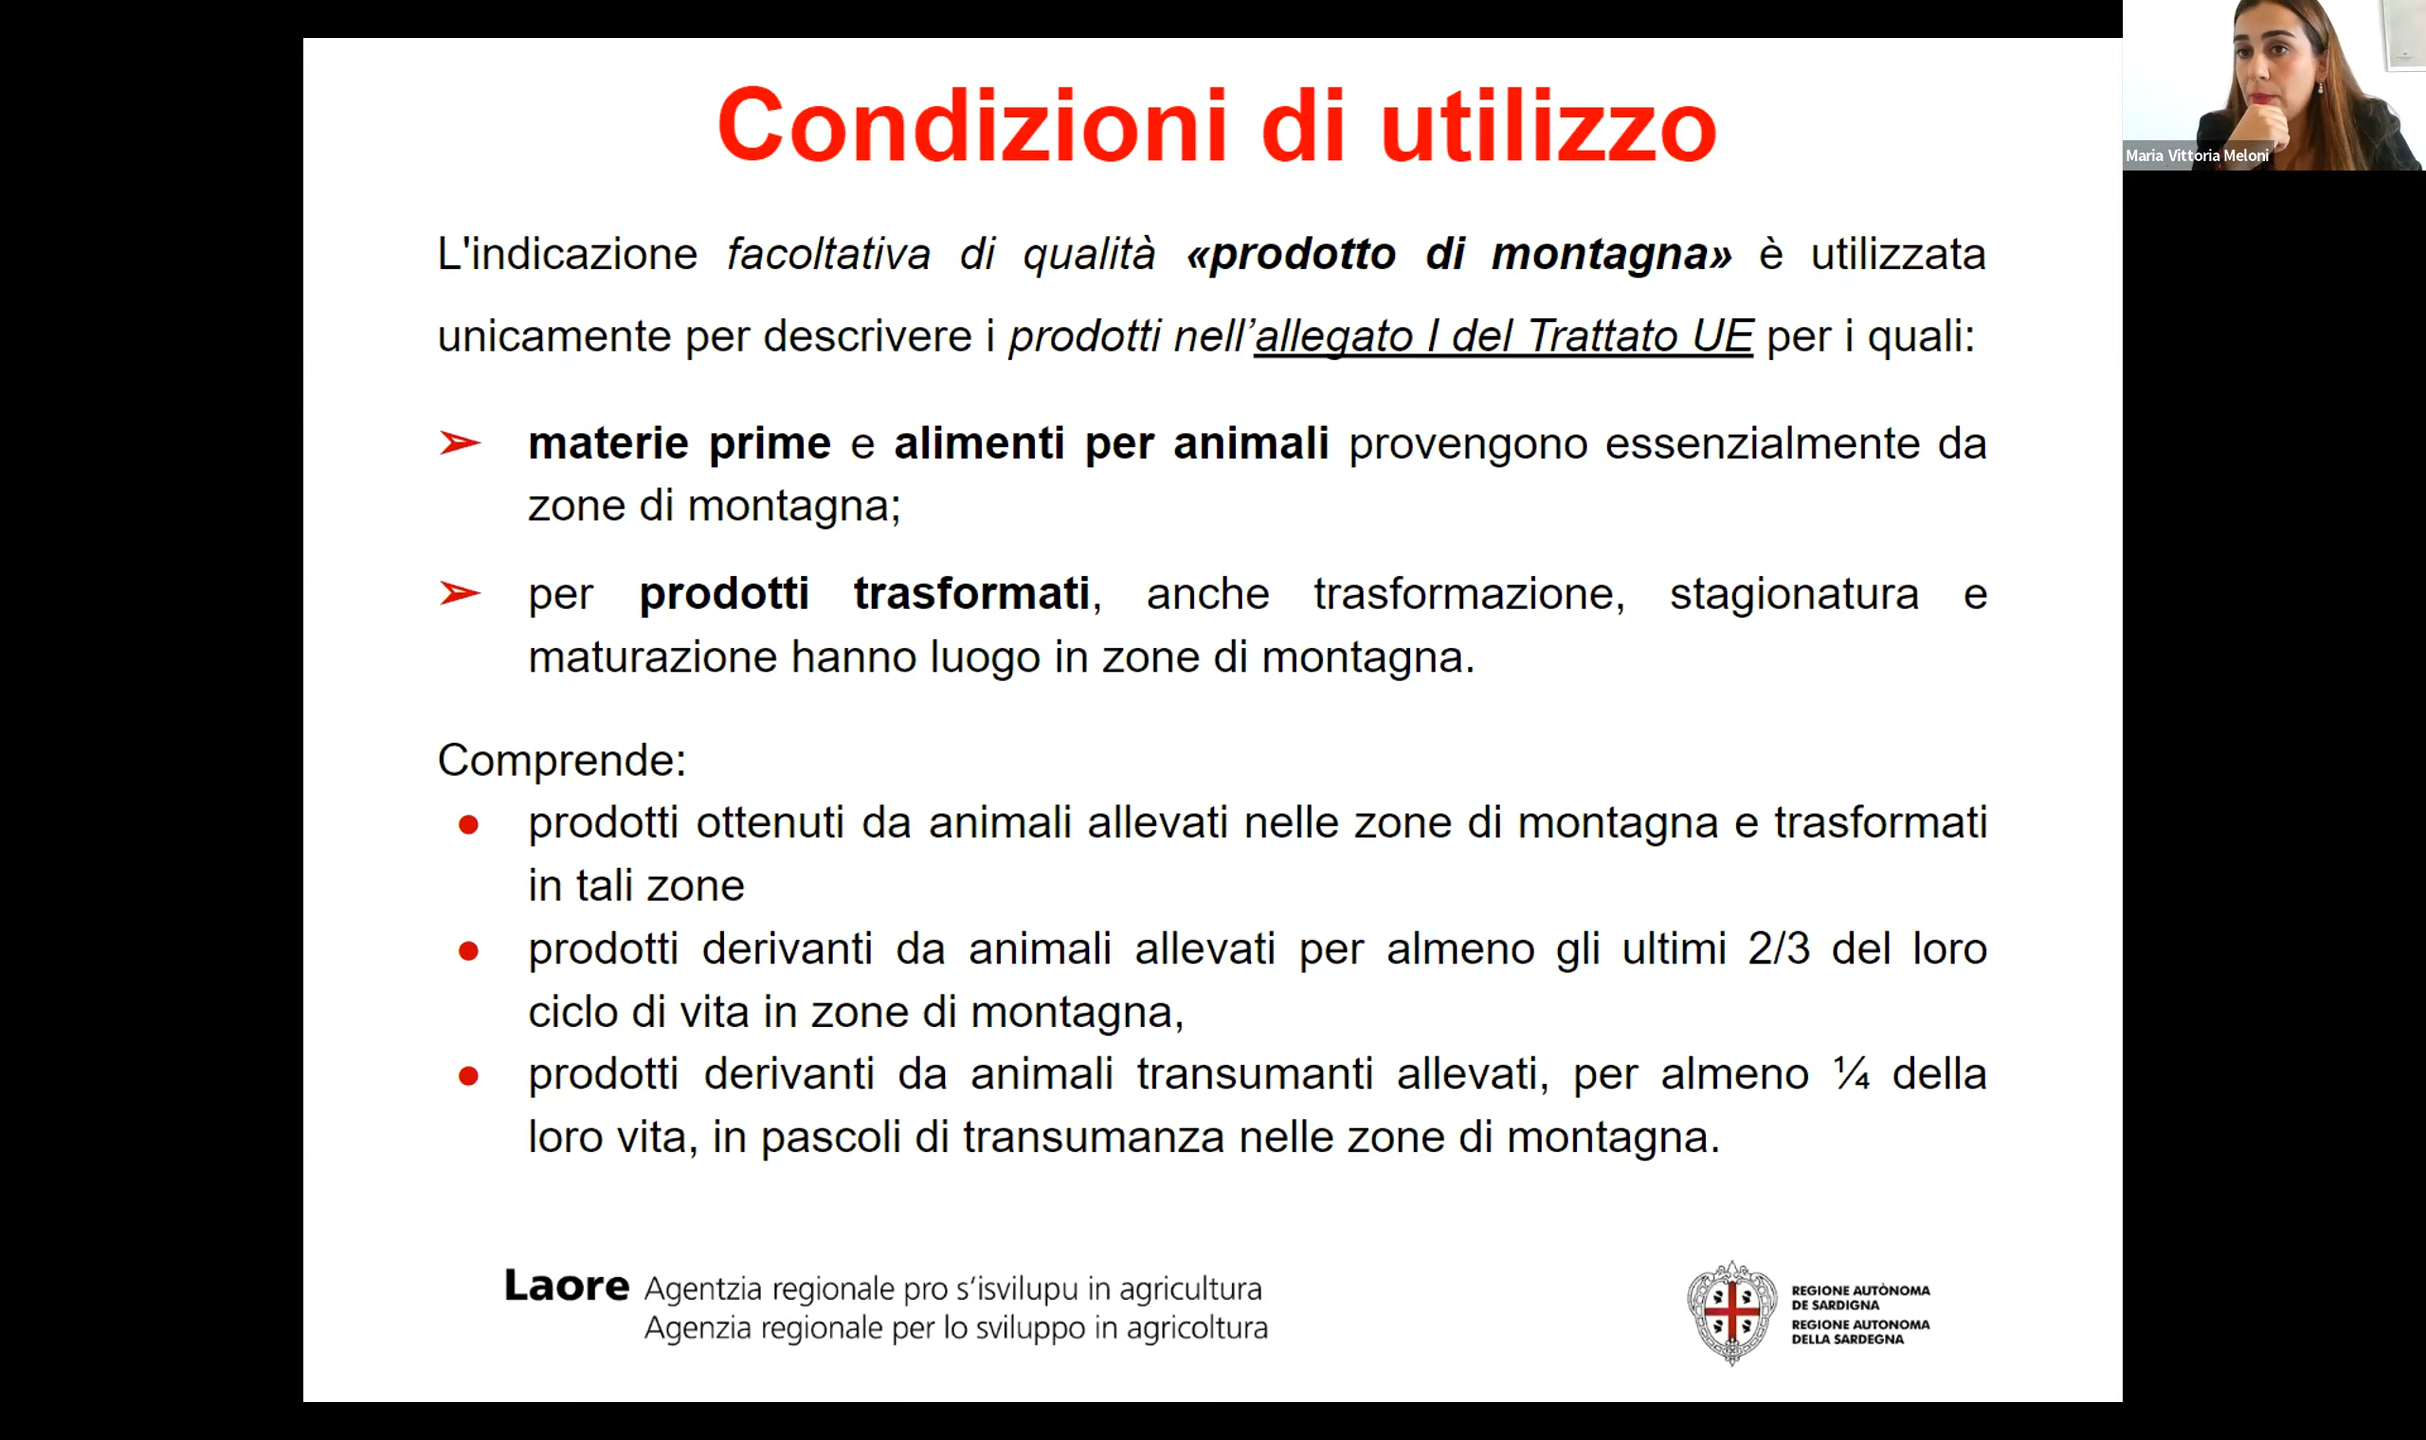 Condizioni di utilizzo
Maria Vittoria Meloni
L'indicazione facoltativa di qualità «prodotto di montagna» è utilizzata
unicamente per descrivere i prodotti nell’allegato I del Trattato UE per i quali:
➢ materie prime e alimenti per animali provengono essenzialmente da
zone di montagna;
➢ per prodotti trasformati, anche trasformazione, stagionatura e
maturazione hanno luogo in zone di montagna.
Comprende:
● prodotti ottenuti da animali allevati nelle zone di montagna e trasformati
in tali zone
● prodotti derivanti da animali allevati per almeno gli ultimi 2/3 del loro
ciclo di vita in zone di montagna,
● prodotti derivanti da animali transumanti allevati, per almeno ¼ della
loro vita, in pascoli di transumanza nelle zone di montagna.
Laore Agentzia regionale pro s’isvilupu in agricultura
Agenzia regionale per lo sviluppo in agricoltura
REGIONE AUTÒNOMA
DE SARDIGNA
REGIONE AUTONOMA
DELLA SARDEGNA